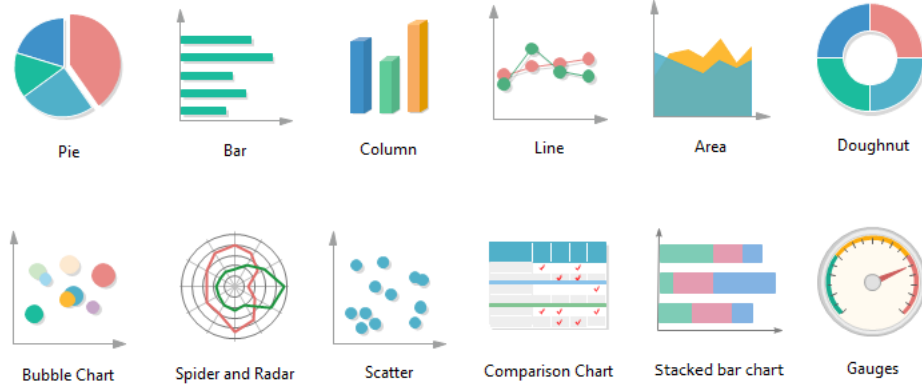 Pie
Bar
Column
Line
Area
Doughnut
Bubble Chart
Spider and Radar
Scatter
Comparison Chart
Stacked bar chart
Gauges